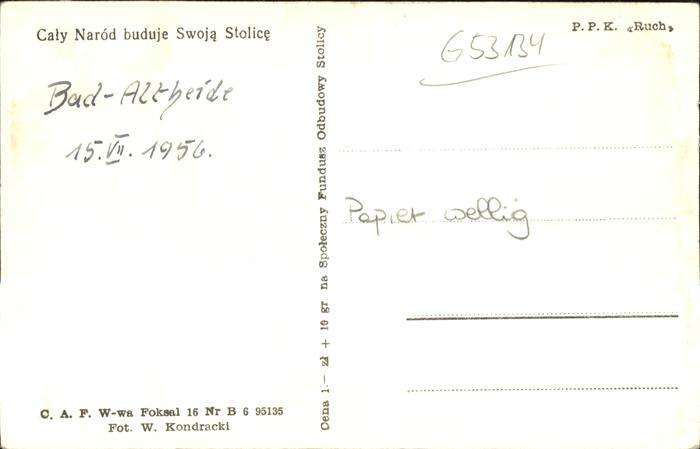 Cały Naród buduje Swoją Stolicę
Bad-Altheide
15. VII. 1956.
C. A. F. W-wa Foksal 16 Nr B 6 95135
Fot. W. Kondracki
Cena 1.— zł + 10 gr na Społeczny Fundusz Odbudowy Stolicy
P. P. K. «Ruch»
G53134
Papier wellig